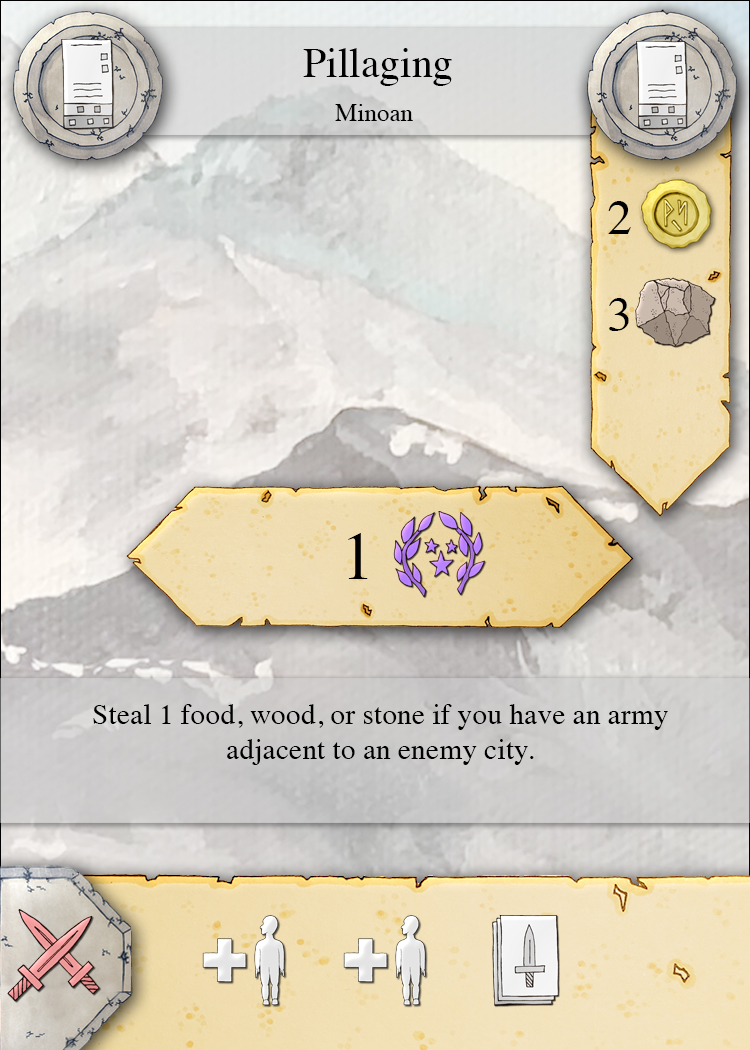 Pillaging
Minoan
2
3
1
Steal 1 food, wood, or stone if you have an army
adjacent to an enemy city.